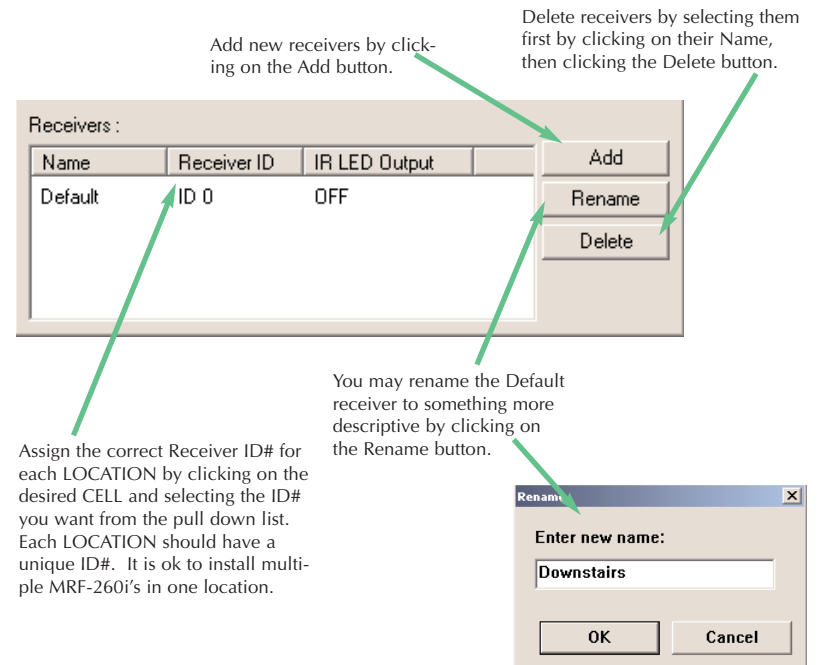 Delete receivers by selecting them
first by clicking on their Name,
then clicking the Delete button.
Add new receivers by click-
ing on the Add button.
Receivers :
Name Receiver ID IR LED Output
Default ID 0 OFF
Add
Rename
Delete
You may rename the Default
receiver to something more
descriptive by clicking on
the Rename button.
Assign the correct Receiver ID# for
each LOCATION by clicking on the
desired CELL and selecting the ID#
you want from the pull down list.
Each LOCATION should have a
unique ID#. It is ok to install multi-
ple MRF-260i's in one location.
Rename
Enter new name:
Downstairs
OK Cancel